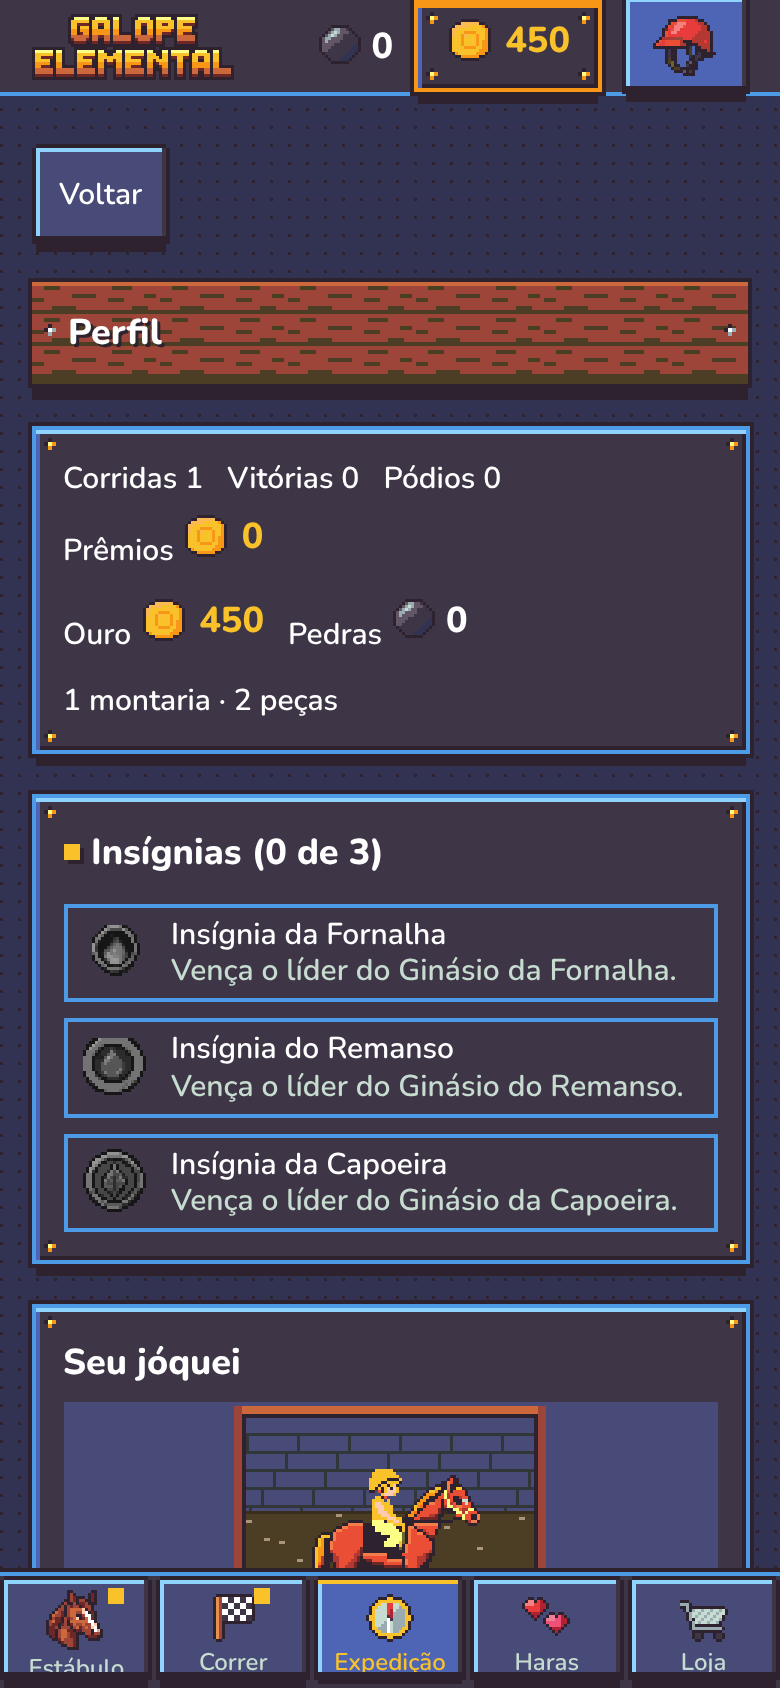 GALOPE
ELEMENTAL
0
450
Voltar
Perfil
Corridas 1 Vitórias 0 Pódios 0
Prêmios 0
Ouro 450 Pedras 0
1 montaria · 2 peças
Insígnias (0 de 3)
Insígnia da Fornalha
Vença o líder do Ginásio da Fornalha.
Insígnia do Remanso
Vença o líder do Ginásio do Remanso.
Insígnia da Capoeira
Vença o líder do Ginásio da Capoeira.
Seu jóquei
Estábulo
Correr
Expedição
Haras
Loja